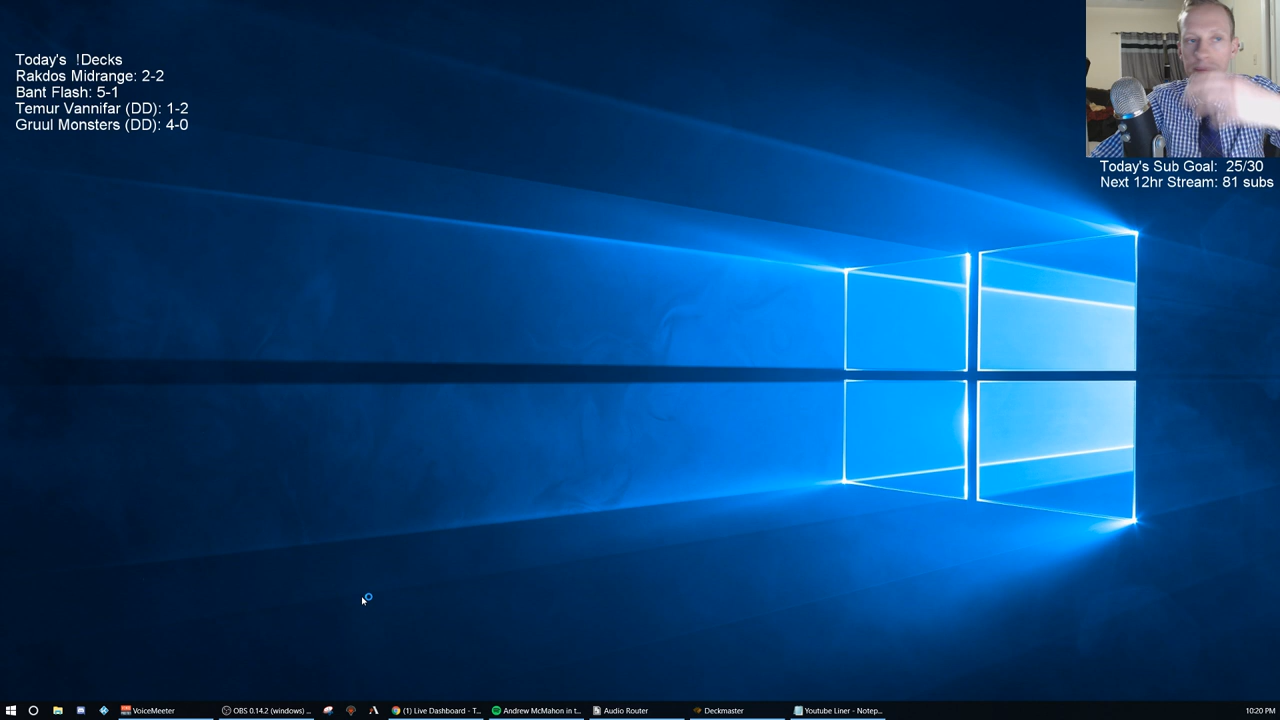 Today's !Decks
Rakdos Midrange: 2-2
Bant Flash: 5-1
Temur Vannifar (DD): 1-2
Gruul Monsters (DD): 4-0
Today's Sub Goal: 25/30
Next 12hr Stream: 81 subs
VoiceMeeter
OBS 0.14.2 (windows) ...
(1) Live Dashboard - T...
Andrew McMahon in t...
Audio Router
Deckmaster
Youtube Liner - Notep...
10:20 PM